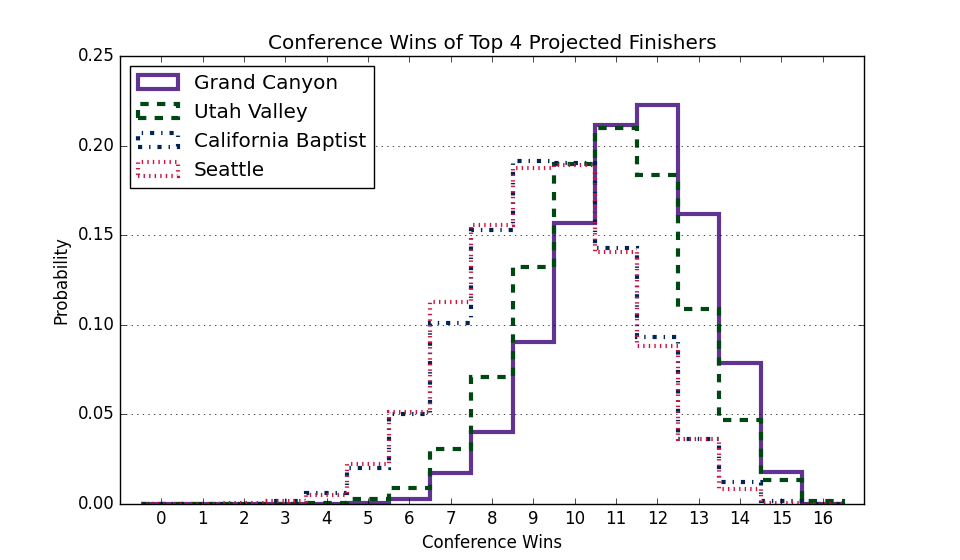 Conference Wins of Top 4 Projected Finishers
0.25
0.20
0.15
0.10
0.05
0.00
Probability
Grand Canyon
Utah Valley
California Baptist
Seattle
0 1 2 3 4 5 6 7 8 9 10 11 12 13 14 15 16
Conference Wins